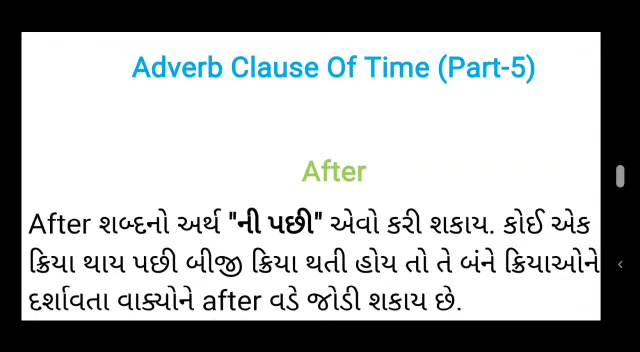 Adverb Clause Of Time (Part-5)
After
After શબ્દનો અર્થ "ની પછી" એવો કરી શકાય. કોઈ એક
ક્રિયા થાય પછી બીજી ક્રિયા થતી હોય તો તે બંને ક્રિયાઓને
દર્શાવતા વાક્યોને after વડે જોડી શકાય છે.